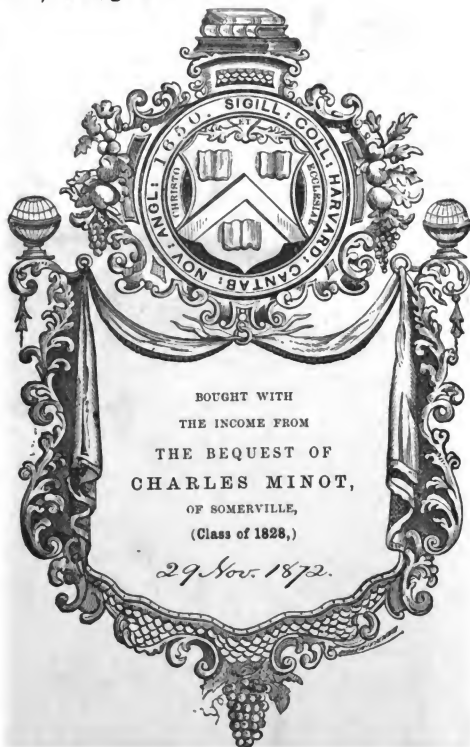 SIGILL: COLL: HARVARD: CANTAB: NOV: ANGL: 1650.
ET
CHRISTO
ECCLESIAE
BOUGHT WITH
THE INCOME FROM
THE BEQUEST OF
CHARLES MINOT,
OF SOMERVILLE,
(Class of 1828,)
29 Nov. 1872.